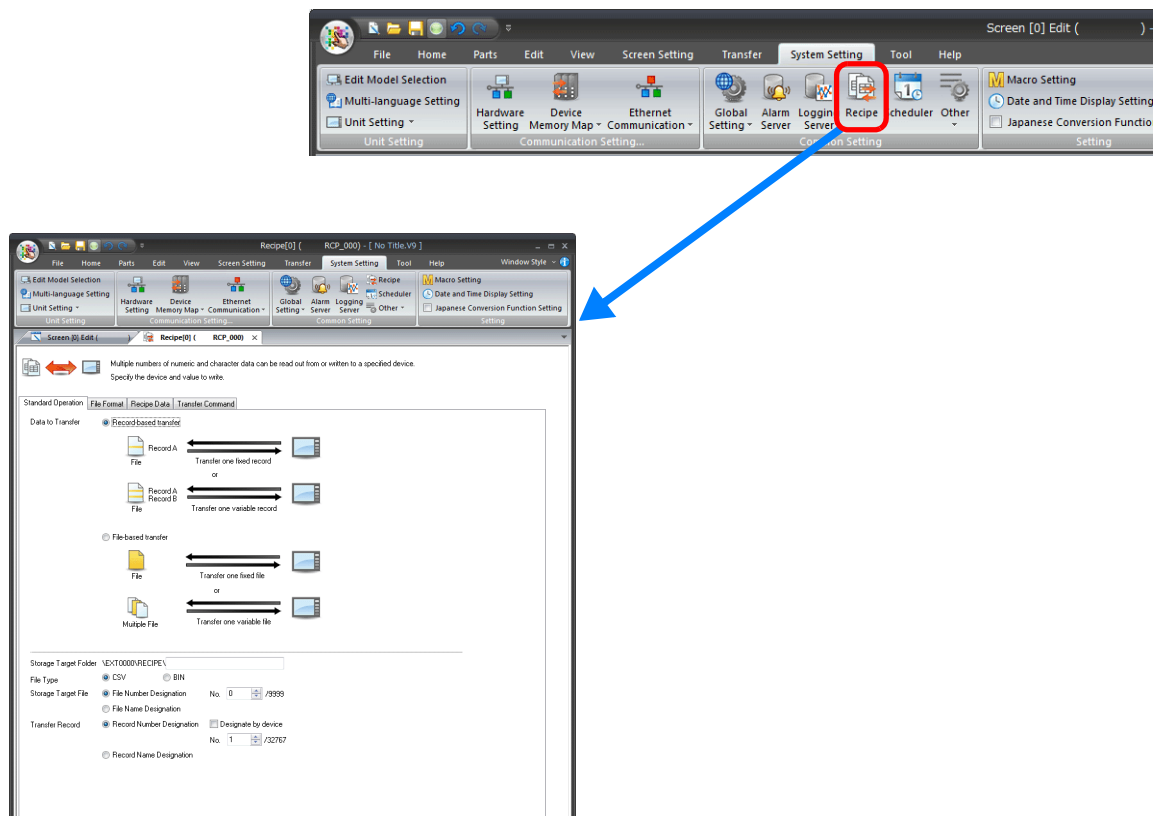 Screen [0] Edit ( ) -
File Home Parts Edit View Screen Setting Transfer System Setting Tool Help
Edit Model Selection
Multi-language Setting
Unit Setting
Unit Setting
Hardware Setting
Device Memory Map
Ethernet Communication
Communication Setting...
Global Setting
Alarm Server
Loggin Server
Recipe
cheduler
Other
Common Setting
Macro Setting
Date and Time Display Setting
Japanese Conversion Functio
Setting
Recipe[0] ( RCP_000) - [ No Title.V9 ]
File Home Parts Edit View Screen Setting Transfer System Setting Tool Help Window Style
Edit Model Selection
Multi-language Setting
Unit Setting
Unit Setting
Hardware Setting
Device Memory Map
Ethernet Communication
Communication Setting...
Global Setting
Alarm Server
Logging Server
Recipe
Scheduler
Other
Common Setting
Macro Setting
Date and Time Display Setting
Japanese Conversion Function Setting
Setting
Screen [0] Edit ( ) Recipe[0] ( RCP_000) ×
Multiple numbers of numeric and character data can be read out from or written to a specified device.
Specify the device and value to write.
Standard Operation File Format Recipe Data Transfer Command
Data to Transfer Record-based transfer
Record A
File Transfer one fixed record
or
Record A
Record B
File Transfer one variable record
File-based transfer
File Transfer one fixed file
or
Multiple File Transfer one variable file
Storage Target Folder \EXT0000\RECIPE\
File Type CSV BIN
Storage Target File File Number Designation No. 0 /9999
File Name Designation
Transfer Record Record Number Designation Designate by device
No. 1 /32767
Record Name Designation